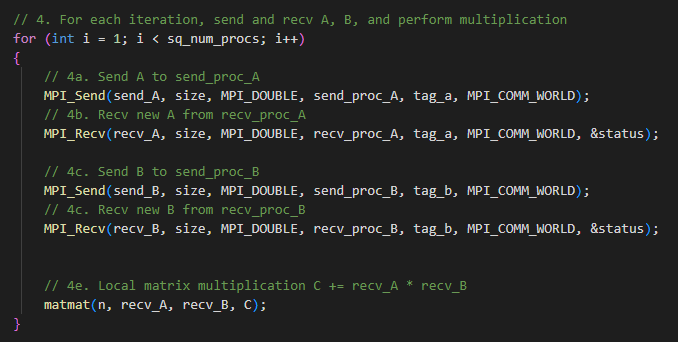 // 4. For each iteration, send and recv A, B, and perform multiplication
for (int i = 1; i < sq_num_procs; i++)
{
// 4a. Send A to send_proc_A
MPI_Send(send_A, size, MPI_DOUBLE, send_proc_A, tag_a, MPI_COMM_WORLD);
// 4b. Recv new A from recv_proc_A
MPI_Recv(recv_A, size, MPI_DOUBLE, recv_proc_A, tag_a, MPI_COMM_WORLD, &status);
// 4c. Send B to send_proc_B
MPI_Send(send_B, size, MPI_DOUBLE, send_proc_B, tag_b, MPI_COMM_WORLD);
// 4c. Recv new B from recv_proc_B
MPI_Recv(recv_B, size, MPI_DOUBLE, recv_proc_B, tag_b, MPI_COMM_WORLD, &status);
// 4e. Local matrix multiplication C += recv_A * recv_B
matmat(n, recv_A, recv_B, C);
}